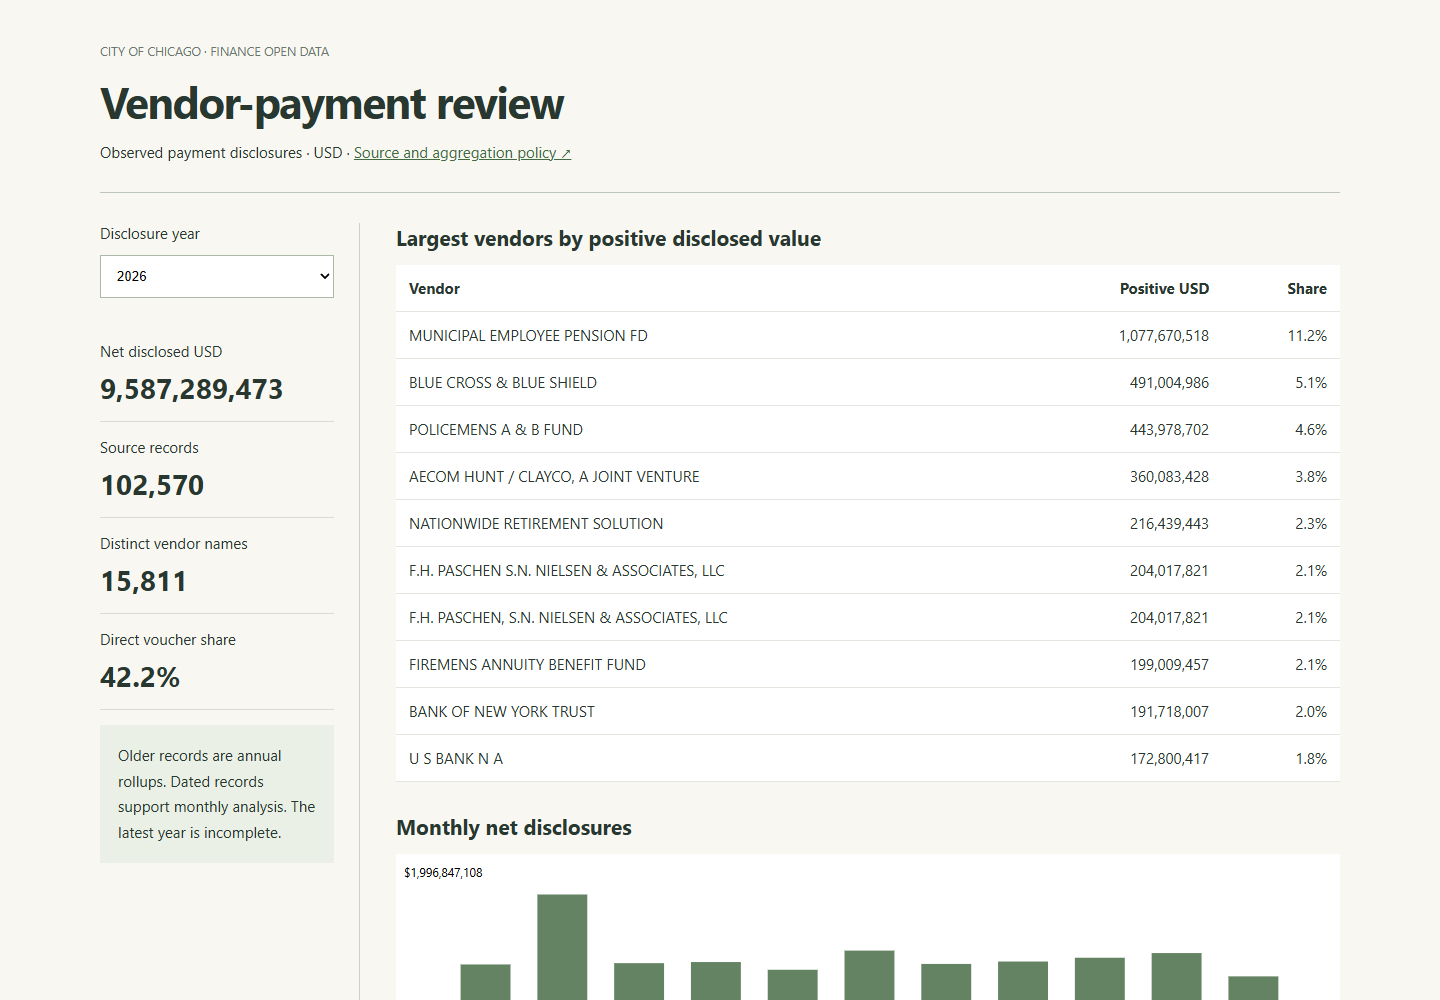 CITY OF CHICAGO · FINANCE OPEN DATA
Vendor-payment review
Observed payment disclosures · USD · Source and aggregation policy ↗
Disclosure year
2026
Net disclosed USD
9,587,289,473
Source records
102,570
Distinct vendor names
15,811
Direct voucher share
42.2%
Older records are annual
rollups. Dated records
support monthly analysis. The
latest year is incomplete.
Largest vendors by positive disclosed value
Vendor Positive USD Share
MUNICIPAL EMPLOYEE PENSION FD 1,077,670,518 11.2%
BLUE CROSS & BLUE SHIELD 491,004,986 5.1%
POLICEMENS A & B FUND 443,978,702 4.6%
AECOM HUNT / CLAYCO, A JOINT VENTURE 360,083,428 3.8%
NATIONWIDE RETIREMENT SOLUTION 216,439,443 2.3%
F.H. PASCHEN S.N. NIELSEN & ASSOCIATES, LLC 204,017,821 2.1%
F.H. PASCHEN, S.N. NIELSEN & ASSOCIATES, LLC 204,017,821 2.1%
FIREMENS ANNUITY BENEFIT FUND 199,009,457 2.1%
BANK OF NEW YORK TRUST 191,718,007 2.0%
U S BANK N A 172,800,417 1.8%
Monthly net disclosures
$1,996,847,108